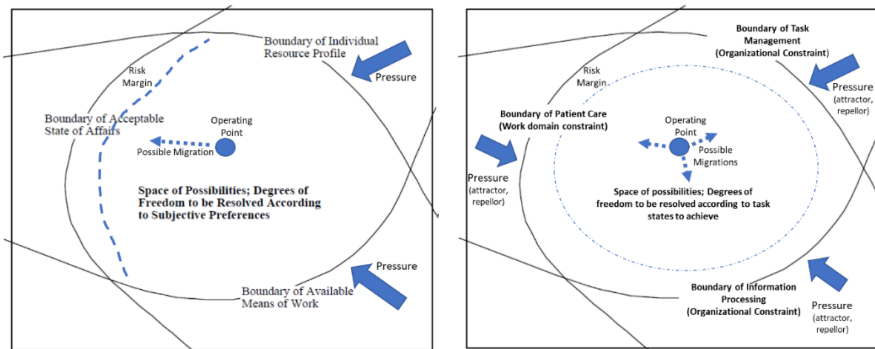 Boundary of Individual
Resource Profile
Pressure
Risk
Margin
Operating
Point
Boundary of Acceptable
State of Affairs
Possible Migration
Space of Possibilities; Degrees of
Freedom to be Resolved According
to Subjective Preferences
Pressure
Boundary of Available
Means of Work
Boundary of Task
Management
(Organizational Constraint)
Pressure
(attractor,
repellor)
Risk
Margin
Boundary of Patient Care
(Work domain constraint)
Operating
Point
Possible
Migrations
Pressure
(attractor,
repellor)
Space of possibilities; Degrees of
freedom to be resolved according to task
states to achieve
Boundary of Information
Processing
(Organizational Constraint)
Pressure
(attractor,
repellor)